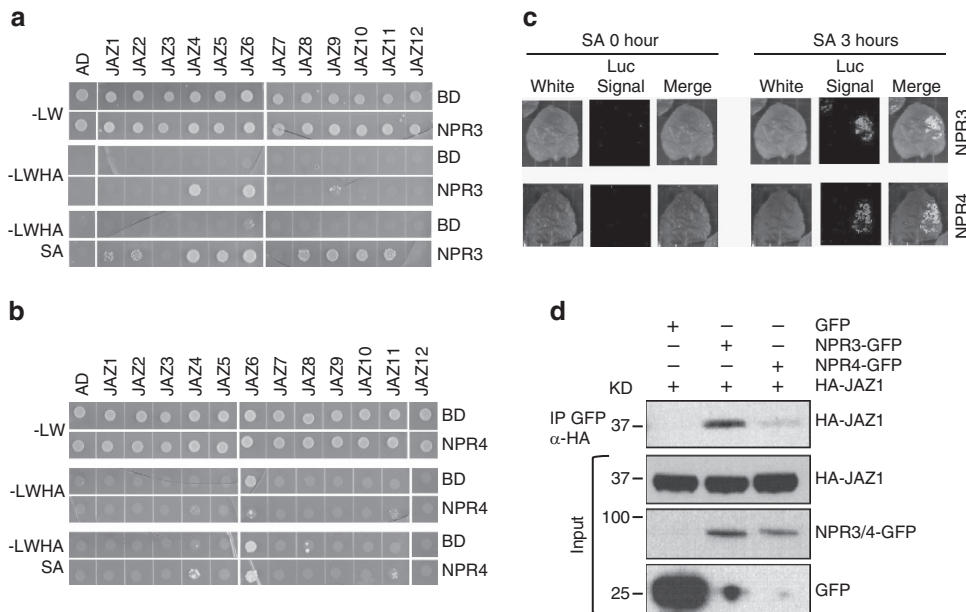 a
AD JAZ1 JAZ2 JAZ3 JAZ4 JAZ5 JAZ6 JAZ7 JAZ8 JAZ9 JAZ10 JAZ11 JAZ12
-LW
BD
NPR3
-LWHA
BD
NPR3
-LWHA
SA
BD
NPR3
b
AD JAZ1 JAZ2 JAZ3 JAZ4 JAZ5 JAZ6 JAZ7 JAZ8 JAZ9 JAZ10 JAZ11 JAZ12
-LW
BD
NPR4
-LWHA
BD
NPR4
-LWHA
SA
BD
NPR4
c
SA 0 hour SA 3 hours
White Luc Signal Merge White Luc Signal Merge
NPR3
NPR4
d
+ − − GFP
− + − NPR3-GFP
− − + NPR4-GFP
+ + + HA-JAZ1
KD
IP GFP
α-HA
37 HA-JAZ1
Input
37 HA-JAZ1
100 NPR3/4-GFP
25 GFP